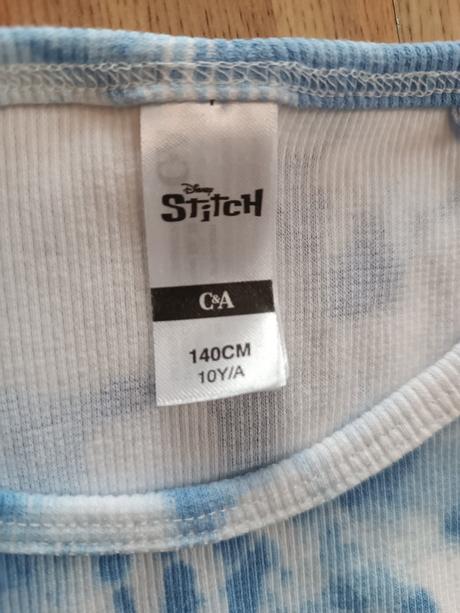 Disney
STITCH
C&A
140CM
10Y/A